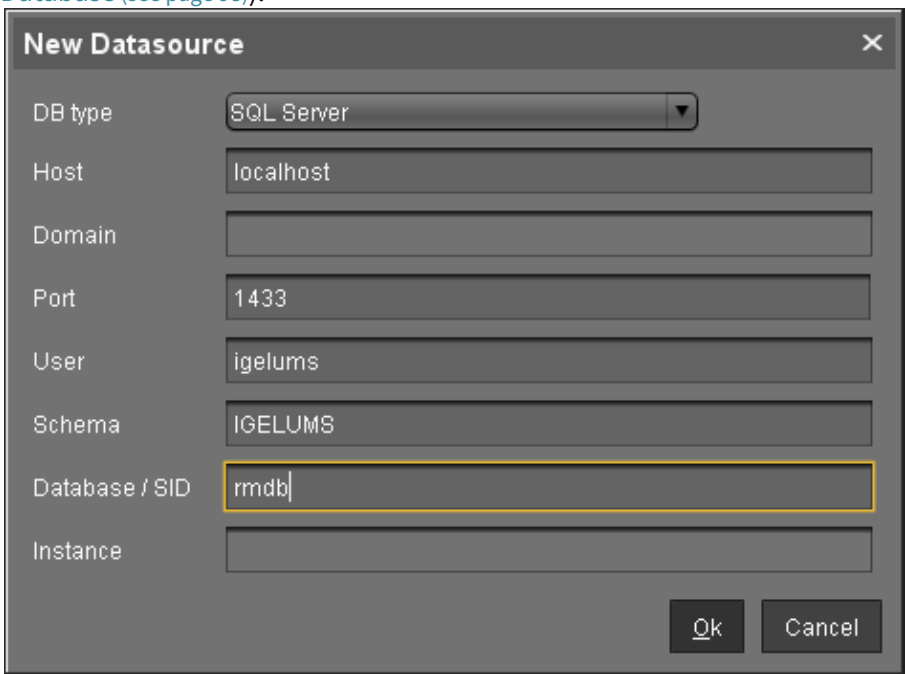 New Datasource ×
DB type SQL Server
Host localhost
Domain
Port 1433
User igelums
Schema IGELUMS
Database / SID rmdb
Instance
Ok Cancel